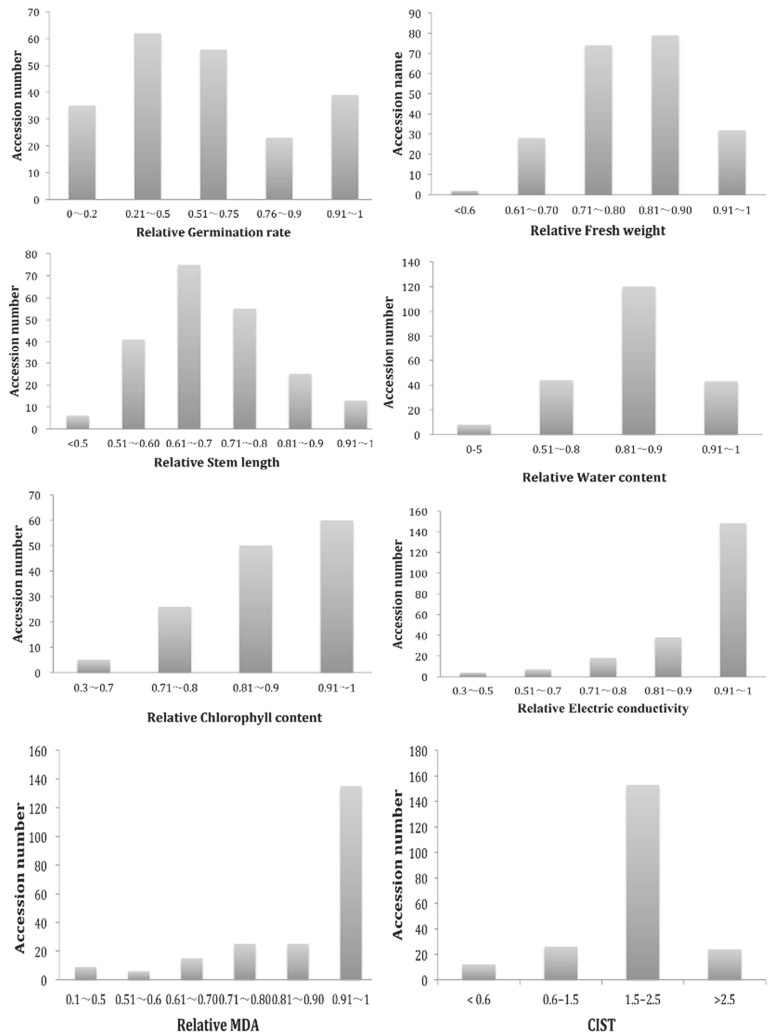 70
60
50
40
30
20
10
0
Accession number
0~0.2 0.21~0.5 0.51~0.75 0.76~0.9 0.91~1
Relative Germination rate
90
80
70
60
50
40
30
20
10
0
Accession name
<0.6 0.61~0.70 0.71~0.80 0.81~0.90 0.91~1
Relative Fresh weight
80
70
60
50
40
30
20
10
0
Accession number
<0.5 0.51~0.60 0.61~0.7 0.71~0.8 0.81~0.9 0.91~1
Relative Stem length
140
120
100
80
60
40
20
0
Accession number
0-5 0.51~0.8 0.81~0.9 0.91~1
Relative Water content
70
60
50
40
30
20
10
0
Accession number
0.3~0.7 0.71~0.8 0.81~0.9 0.91~1
Relative Chlorophyll content
160
140
120
100
80
60
40
20
0
Accession number
0.3~0.5 0.51~0.7 0.71~0.8 0.81~0.9 0.91~1
Relative Electric conductivity
160
140
120
100
80
60
40
20
0
Accession number
0.1~0.5 0.51~0.6 0.61~0.70 0.71~0.80 0.81~0.90 0.91~1
Relative MDA
180
160
140
120
100
80
60
40
20
0
Accession number
< 0.6 0.6-1.5 1.5-2.5 >2.5
CIST